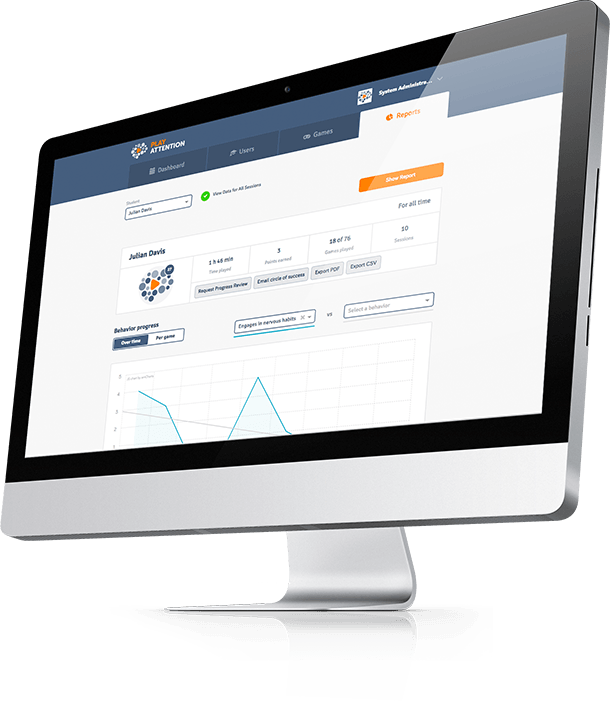 System Administra...
PLAY
ATTENTION
Dashboard
Users
Games
Reports
Student
Julian Davis
View Data for All Sessions
Show Report
Julian Davis
For all time
1 h 46 min
Time played
3
Points earned
18 of 76
Games played
10
Sessions
Request Progress Review
Email circle of success
Export PDF
Export CSV
Behavior progress
Over time
Per game
Engages in nervous habits
vs
Select a behavior
5
4
3
2
1